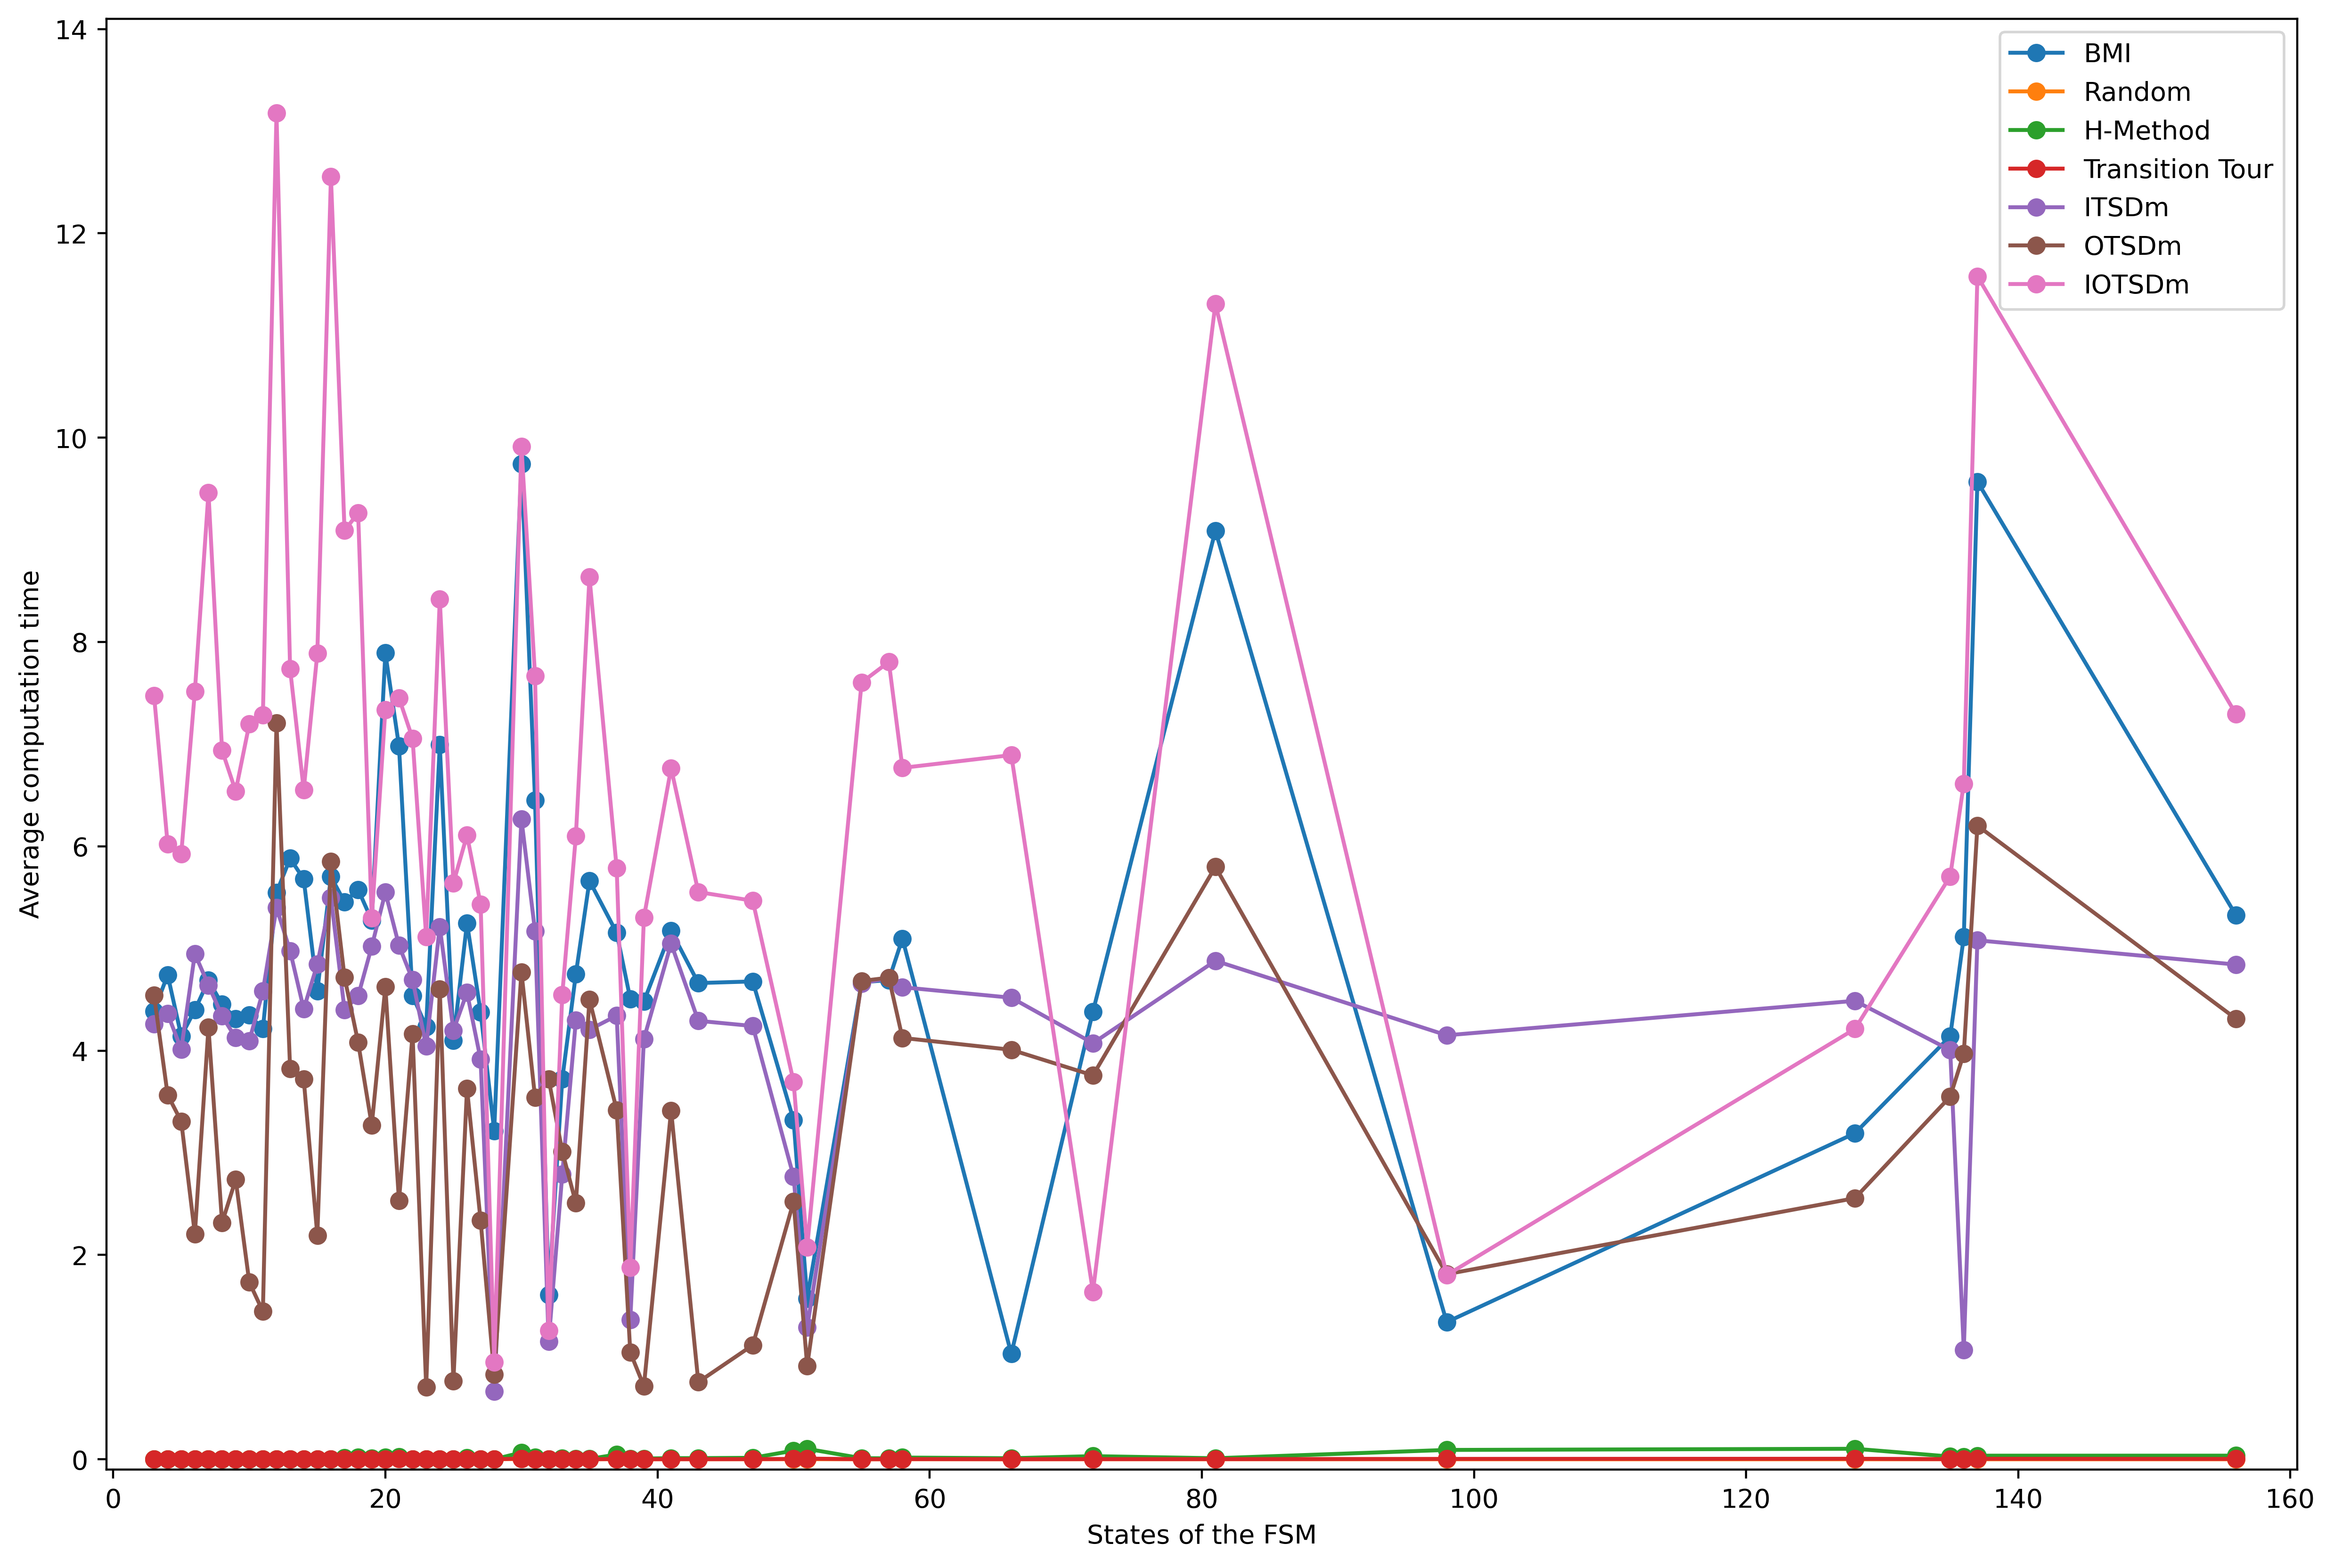 14
12
10
8
6
4
2
0
Average computation time
0 20 40 60 80 100 120 140 160
States of the FSM
BMI
Random
H-Method
Transition Tour
ITSDm
OTSDm
IOTSDm